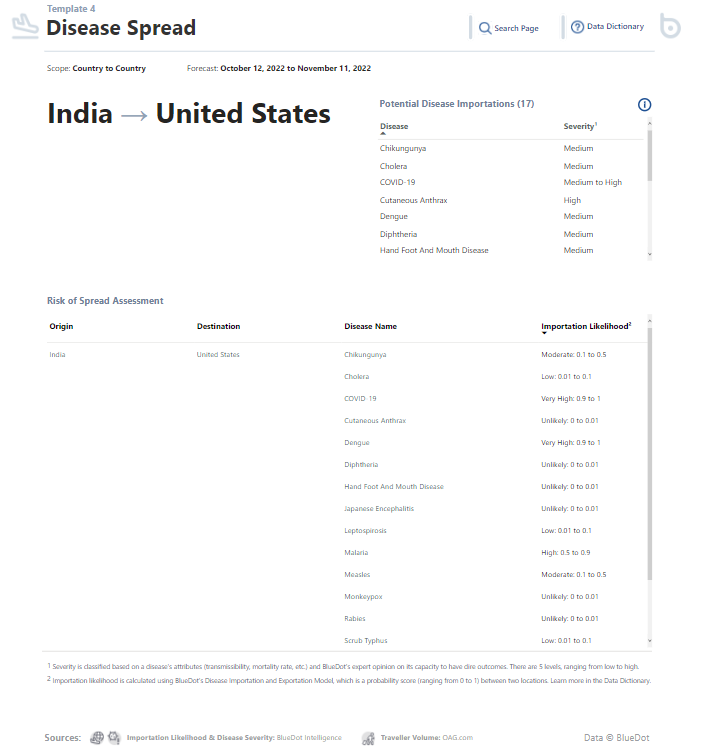 Template 4
Disease Spread
Search Page
Data Dictionary
Scope: Country to Country
Forecast: October 12, 2022 to November 11, 2022
India → United States
Potential Disease Importations (17)
Disease Severity1
Chikungunya Medium
Cholera Medium
COVID-19 Medium to High
Cutaneous Anthrax High
Dengue Medium
Diphtheria Medium
Hand Foot And Mouth Disease Medium
Risk of Spread Assessment
Origin Destination Disease Name Importation Likelihood2
India United States Chikungunya Moderate: 0.1 to 0.5
Cholera Low: 0.01 to 0.1
COVID-19 Very High: 0.9 to 1
Cutaneous Anthrax Unlikely: 0 to 0.01
Dengue Very High: 0.9 to 1
Diphtheria Unlikely: 0 to 0.01
Hand Foot And Mouth Disease Unlikely: 0 to 0.01
Japanese Encephalitis Unlikely: 0 to 0.01
Leptospirosis Low: 0.01 to 0.1
Malaria High: 0.5 to 0.9
Measles Moderate: 0.1 to 0.5
Monkeypox Unlikely: 0 to 0.01
Rabies Unlikely: 0 to 0.01
Scrub Typhus Low: 0.01 to 0.1
1 Severity is classified based on a disease's attributes (transmissibility, mortality rate, etc.) and BlueDot's expert opinion on its capacity to have dire outcomes. There are 5 levels, ranging from low to high.
2 Importation likelihood is calculated using BlueDot's Disease Importation and Exportation Model, which is a probability score (ranging from 0 to 1) between two locations. Learn more in the Data Dictionary.
Sources: Importation Likelihood & Disease Severity: BlueDot Intelligence Traveller Volume: OAG.com Data © BlueDot